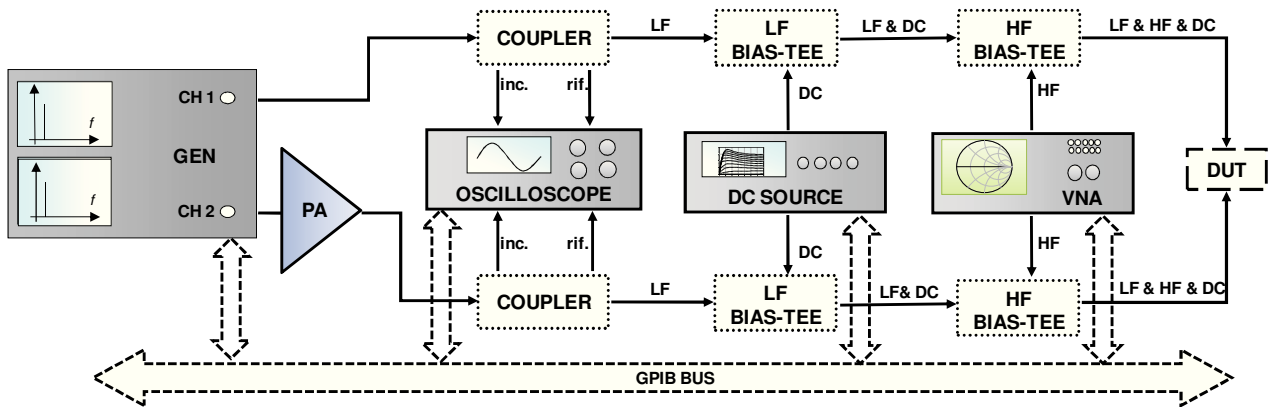 COUPLER
LF
LF
BIAS-TEE
LF & DC
HF
BIAS-TEE
LF & HF & DC
inc.
rif.
DC
HF
f
CH 1
GEN
f
CH 2
PA
OSCILLOSCOPE
DC SOURCE
VNA
DUT
inc.
rif.
DC
HF
COUPLER
LF
LF
BIAS-TEE
LF& DC
HF
BIAS-TEE
LF & HF & DC
GPIB BUS